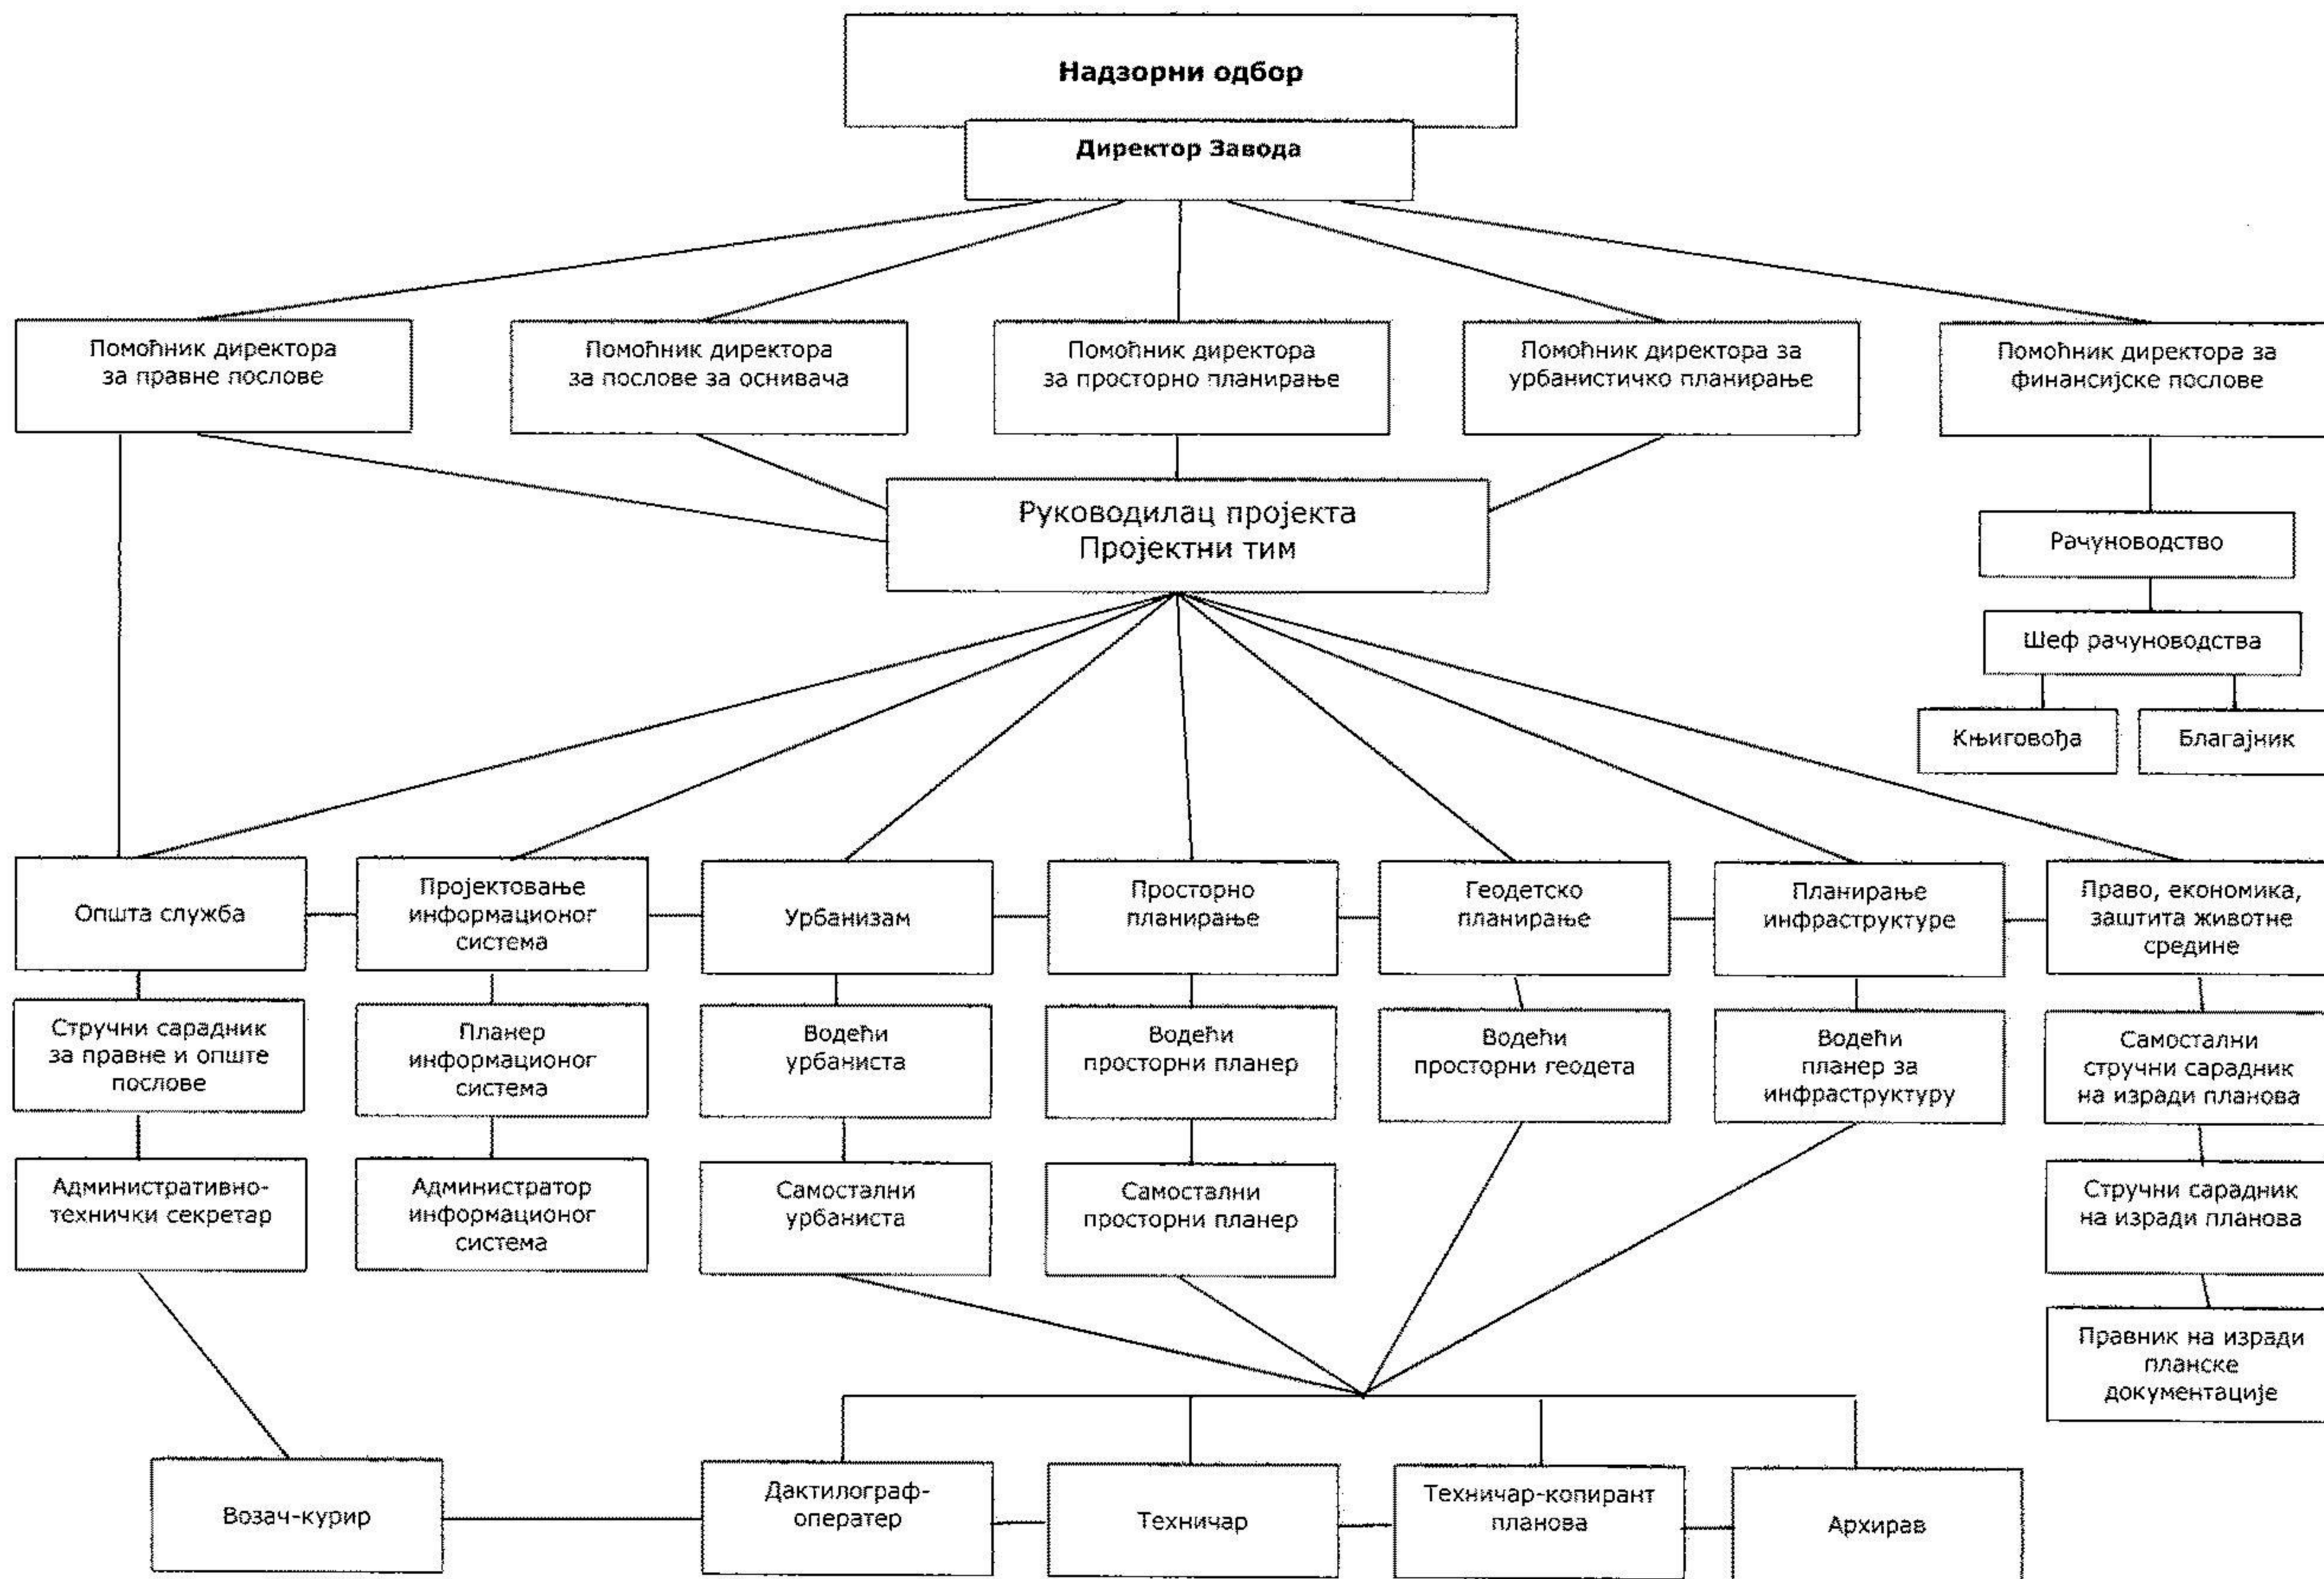 Надзорни одбор
Директор Завода
Помоћник директора
за правне послове
Помоћник директора
за послове за оснивача
Помоћник директора
за просторно планирање
Помоћник директора за
урбанистичко планирање
Помоћник директора за
финансијске послове
Руководилац пројекта
Пројектни тим
Рачуноводство
Шеф рачуноводства
Књиговођа
Благајник
Општа служба
Пројектовање
информационог
система
Урбанизам
Просторно
планирање
Геодетско
планирање
Планирање
инфраструктуре
Право, економика,
заштита животне
средине
Стручни сарадник
за правне и опште
послове
Планер
информационог
система
Водећи
урбаниста
Водећи
просторни планер
Водећи
просторни геодета
Водећи
планер за
инфраструктуру
Самостални
стручни сарадник
на изради планова
Административно-
технички секретар
Администратор
информационог
система
Самостални
урбаниста
Самостални
просторни планер
Стручни сарадник
на изради планова
Правник на изради
планске
документације
Возач-курир
Дактилограф-
оператер
Техничар
Техничар-копирант
планова
Архирав